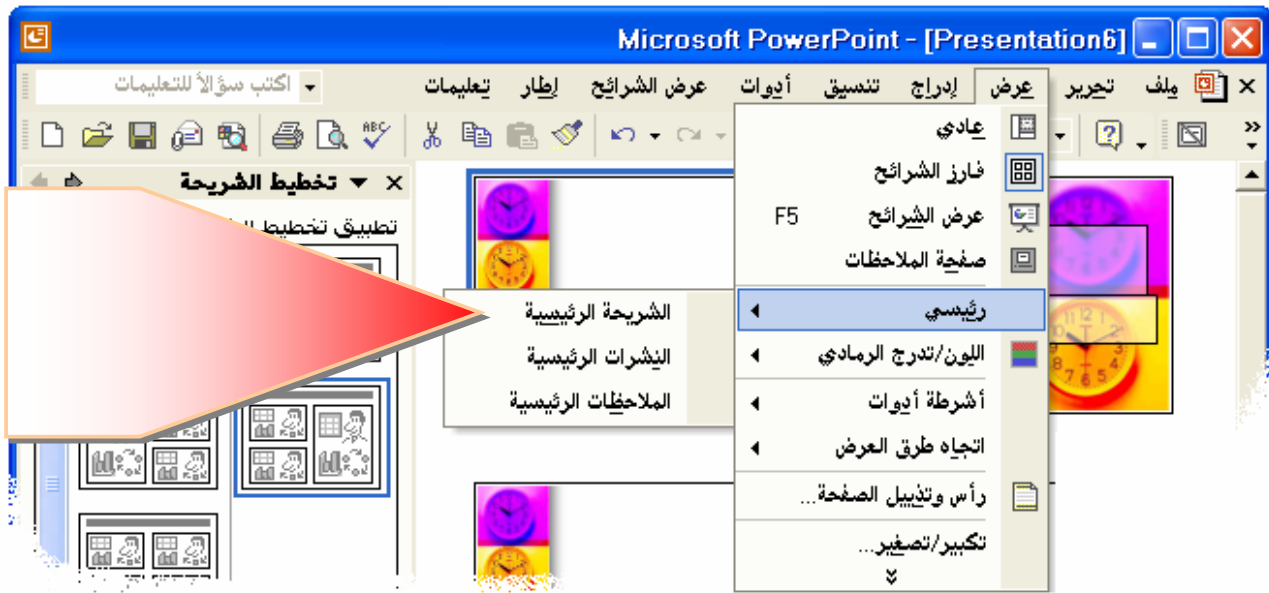 Microsoft PowerPoint - [Presentation6]
ملف تحرير عرض إدراج تنسيق أدوات عرض الشرائح إطار تعليمات
اكتب سؤالاً للتعليمات
ABC
عادي
فارز الشرائح
عرض الشرائح F5
صفحة الملاحظات
رئيسي
اللون/تدرج الرمادي
أشرطة أدوات
اتجاه طرق العرض
رأس وتذييل الصفحة...
تكبير/تصغير...
الشريحة الرئيسية
النشرات الرئيسية
الملاحظات الرئيسية
تخطيط الشريحة
تطبيق تخطيط